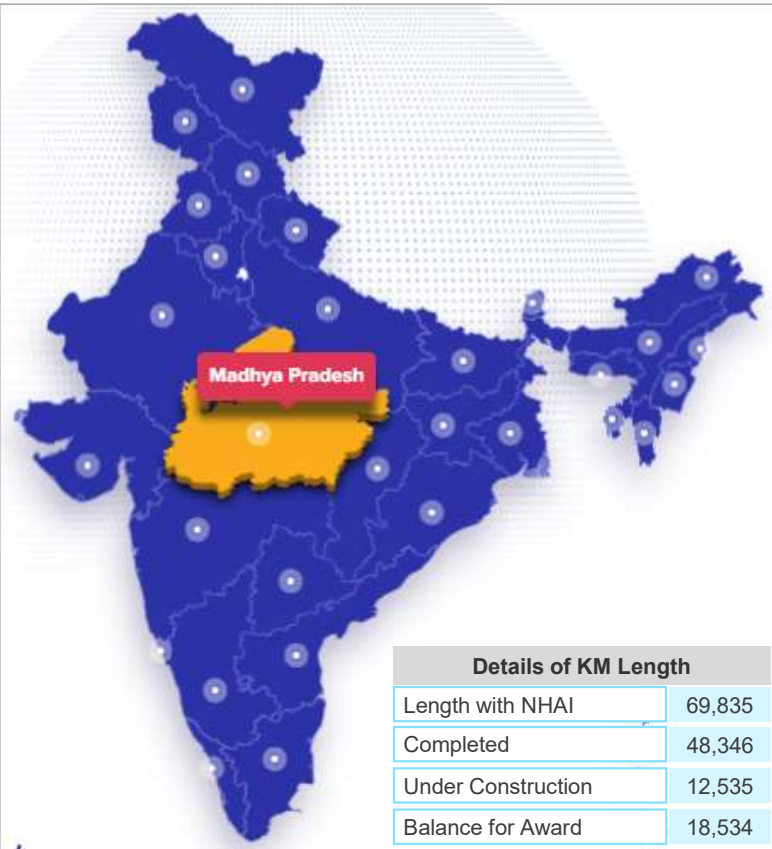 Madhya Pradesh
Details of KM Length
Length with NHAI 69,835
Completed 48,346
Under Construction 12,535
Balance for Award 18,534